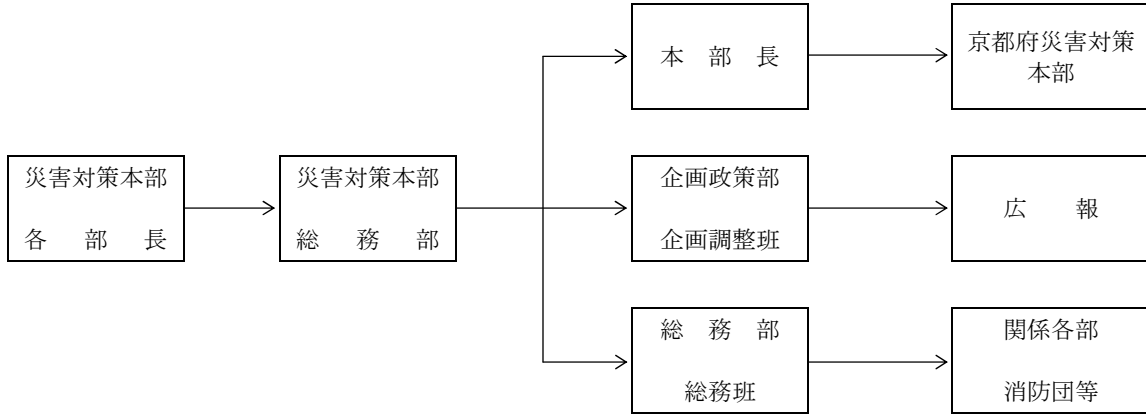 災害対策本部
各部長
災害対策本部
総務部
本部長
京都府災害対策
本部
企画政策部
企画調整班
広報
総務部
総務班
関係各部
消防団等